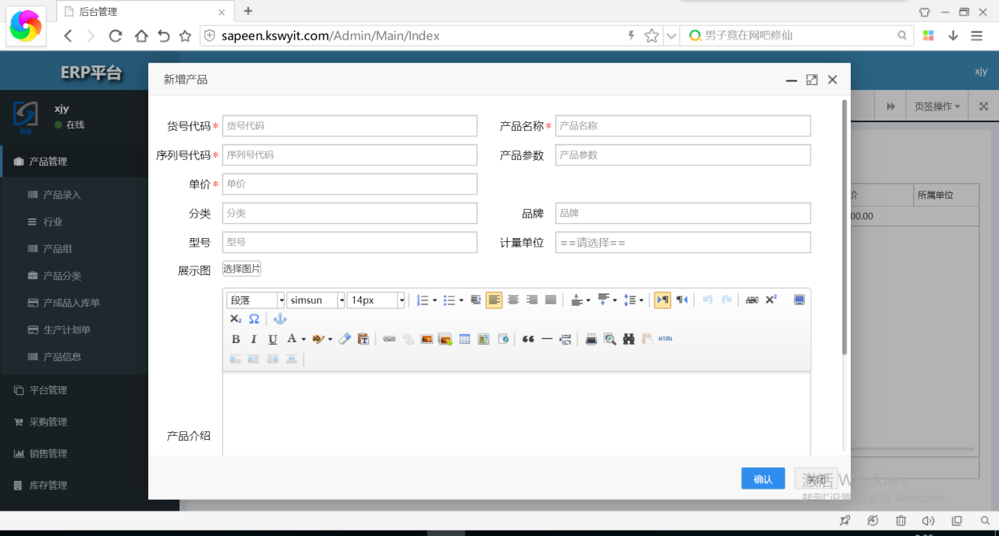 后台管理
sapeen.kswyit.com/Admin/Main/Index
男子竟在网吧修仙
ERP平台
xjy
xjy
在线
页签操作
产品管理
产品录入
行业
产品组
产品分类
产成品入库单
生产计划单
产品信息
平台管理
采购管理
销售管理
库存管理
新增产品
货号代码* 货号代码
产品名称* 产品名称
序列号代码* 序列号代码
产品参数 产品参数
单价* 单价
分类 分类
品牌 品牌
型号 型号
计量单位 ==请选择==
展示图 选择图片
段落 simsun 14px
ABC X²
X₂ Ω
B I U A ab
HTML
产品介绍
价 所属单位
00.00
确认 关闭
激活 Windows
转到"设置"以激活 Windows。